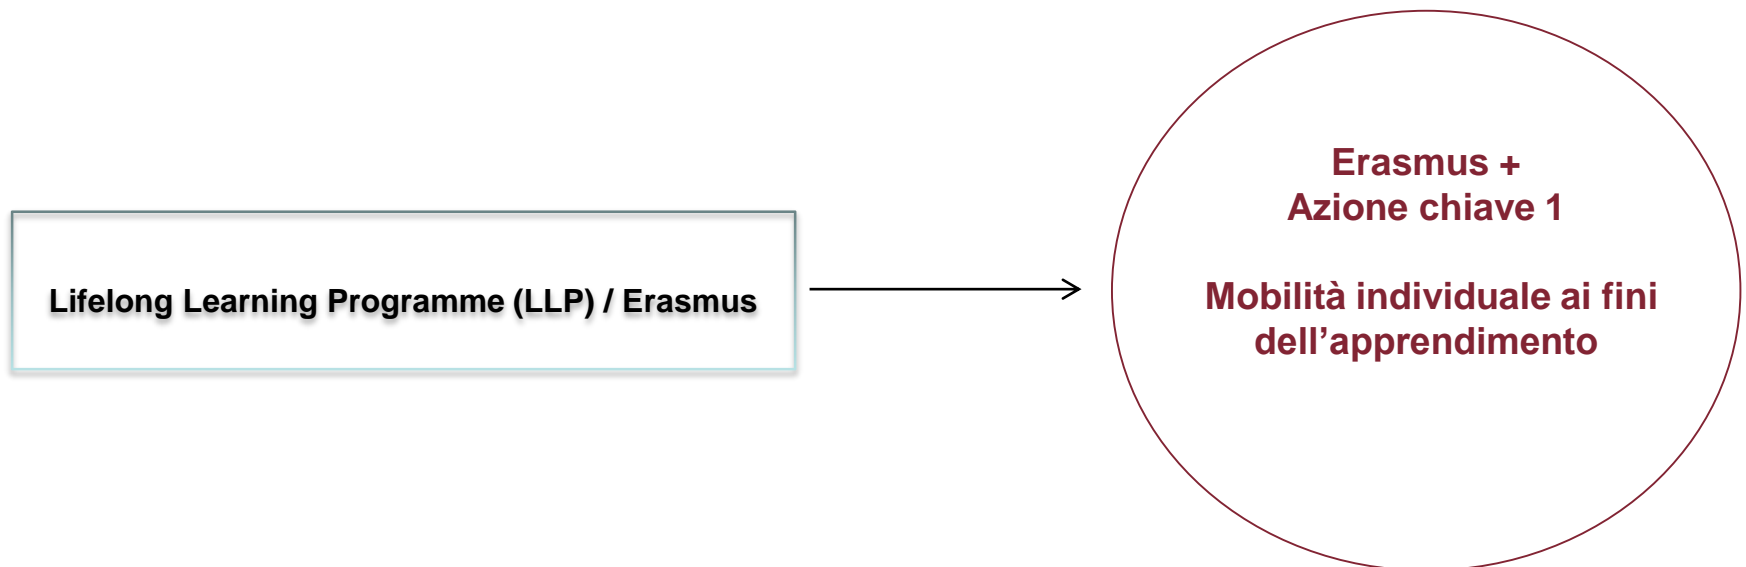 Lifelong Learning Programme (LLP) / Erasmus
Erasmus +
Azione chiave 1
Mobilità individuale ai fini
dell’apprendimento